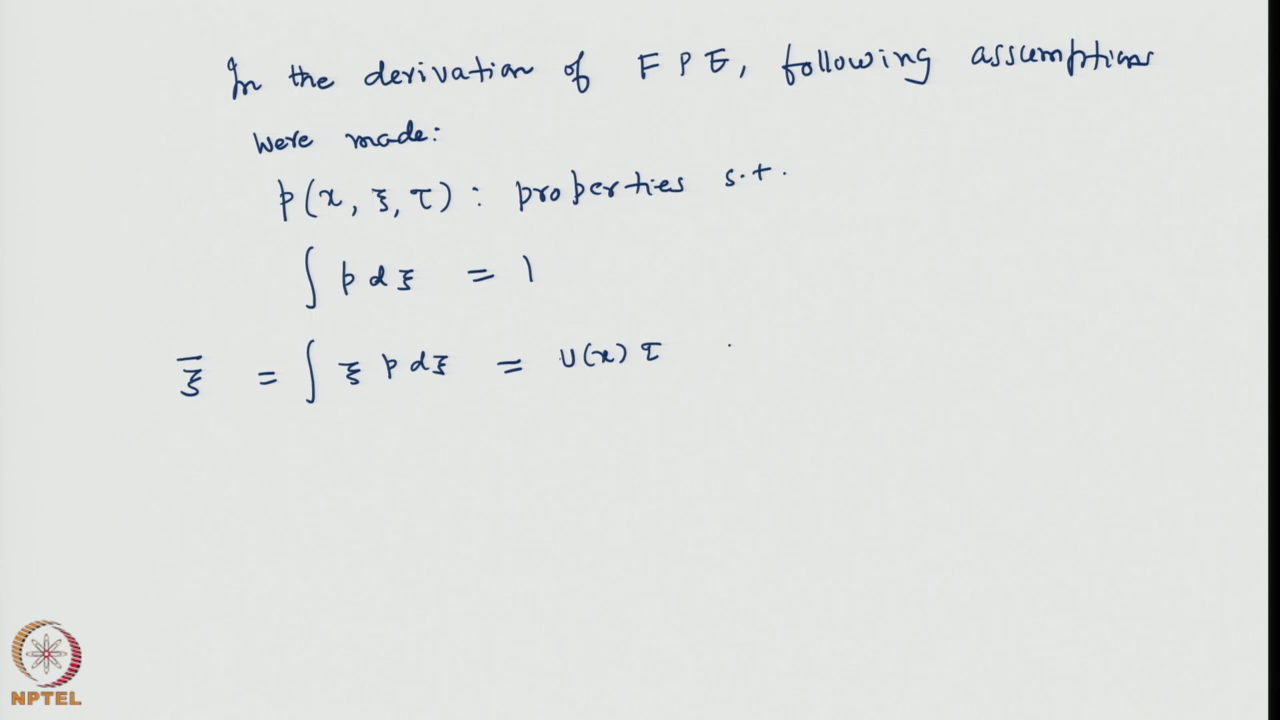 In the derivation of FPE, following assumptions
were made:
p(x, ξ, τ) : properties s.t.
∫ p dξ = 1
ξ̅ = ∫ ξ p dξ = U(x) τ
NPTEL